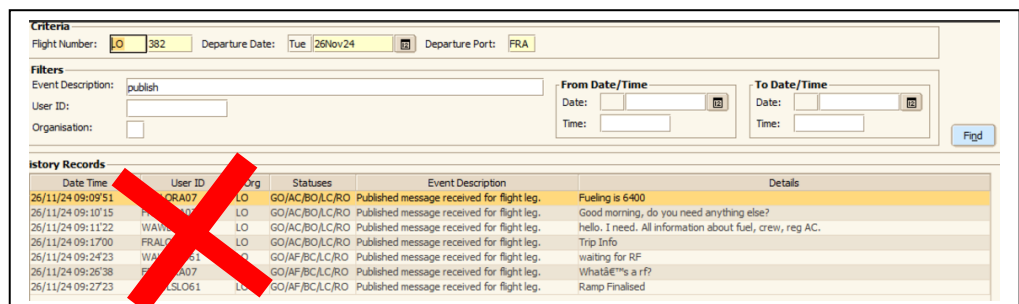 Criteria
Flight Number: LO 382 Departure Date: Tue 26Nov24 Departure Port: FRA
Filters
Event Description: publish
From Date/Time
To Date/Time
User ID:
Date:
Date:
Organisation:
Time:
Time:
Find
istory Records
Date Time User ID Org Statuses Event Description Details
26/11/24 09:09'51 ORA07 LO GO/AC/BO/LC/RO Published message received for flight leg. Fueling is 6400
26/11/24 09:10'15 LO GO/AC/BO/LC/RO Published message received for flight leg. Good morning, do you need anything else?
26/11/24 09:11'22 LO GO/AC/BO/LC/RO Published message received for flight leg. hello. I need. All information about fuel, crew, reg AC.
26/11/24 09:17'00 LO GO/AC/BC/LC/RO Published message received for flight leg. Trip Info
26/11/24 09:24'23 GO/AF/BC/LC/RO Published message received for flight leg. waiting for RF
26/11/24 09:26'38 GO/AF/BC/LC/RO Published message received for flight leg. Whatâ€™s a rf?
26/11/24 09:27'23 GO/AF/BC/LC/RO Published message received for flight leg. Ramp Finalised